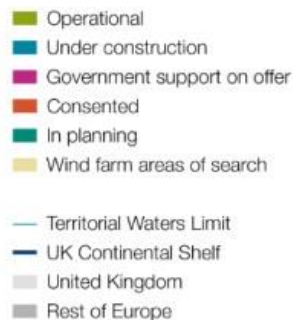 Operational
Under construction
Government support on offer
Consented
In planning
Wind farm areas of search
Territorial Waters Limit
UK Continental Shelf
United Kingdom
Rest of Europe